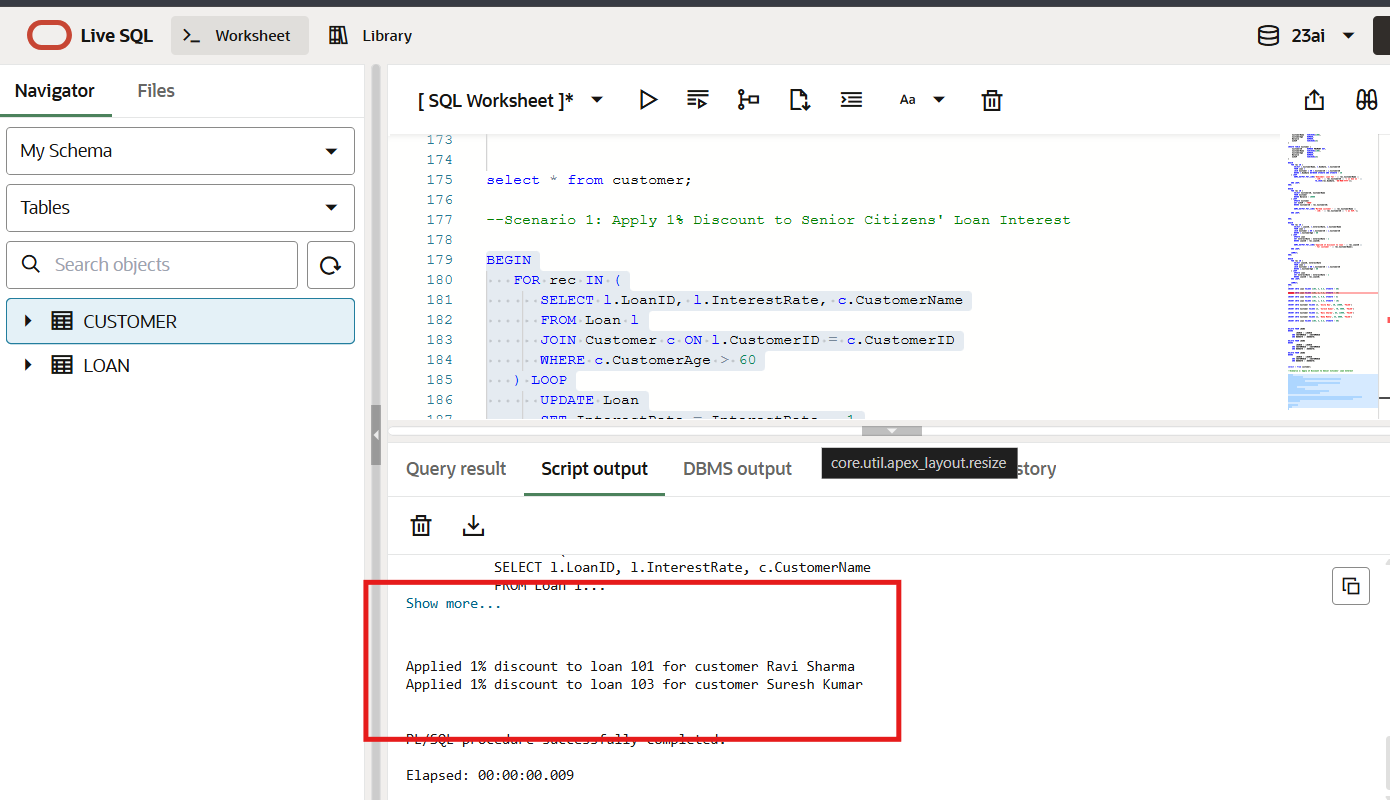 Live SQL
Worksheet
Library
23ai
Navigator
Files
[ SQL Worksheet ]*
Aa
My Schema
Tables
Search objects
CUSTOMER
LOAN
173
174
175 select * from customer;
176
177 --Scenario 1: Apply 1% Discount to Senior Citizens' Loan Interest
178
179 BEGIN
180 FOR rec IN (
181 SELECT l.LoanID, l.InterestRate, c.CustomerName
182 FROM Loan l
183 JOIN Customer c ON l.CustomerID = c.CustomerID
184 WHERE c.CustomerAge > 60
185 ) LOOP
186 UPDATE Loan
187 SET InterestRate = InterestRate - 1
Query result
Script output
DBMS output
core.util.apex_layout.resize
story
SELECT l.LoanID, l.InterestRate, c.CustomerName
FROM Loan l...
Show more...
Applied 1% discount to loan 101 for customer Ravi Sharma
Applied 1% discount to loan 103 for customer Suresh Kumar
PL/SQL procedure successfully completed.
Elapsed: 00:00:00.009